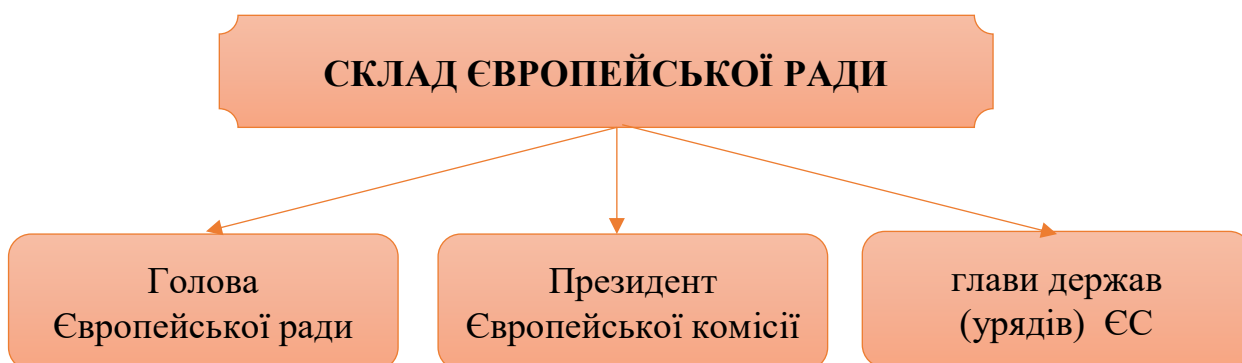 СКЛАД ЄВРОПЕЙСЬКОЇ РАДИ
Голова
Європейської ради
Президент
Європейської комісії
глави держав
(урядів) ЄС